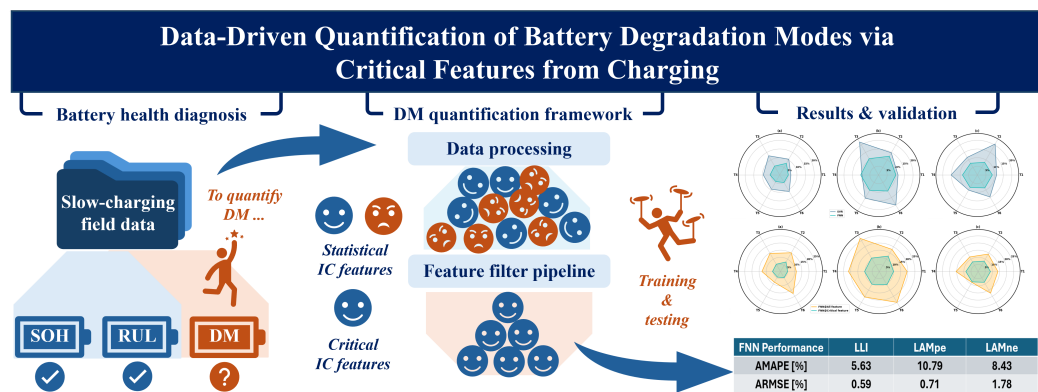 Data-Driven Quantification of Battery Degradation Modes via
Critical Features from Charging
Battery health diagnosis
DM quantification framework
Results & validation
Slow-charging
field data
To quantify
DM ...
SOH
RUL
DM
?
Statistical
IC features
Critical
IC features
Data processing
Feature filter pipeline
Training
&
testing
(a)
(b)
(c)
(a)
(b)
(c)
FNN Performance LLI LAMpe LAMne
AMAPE [%] 5.63 10.79 8.43
ARMSE [%] 0.59 0.71 1.78